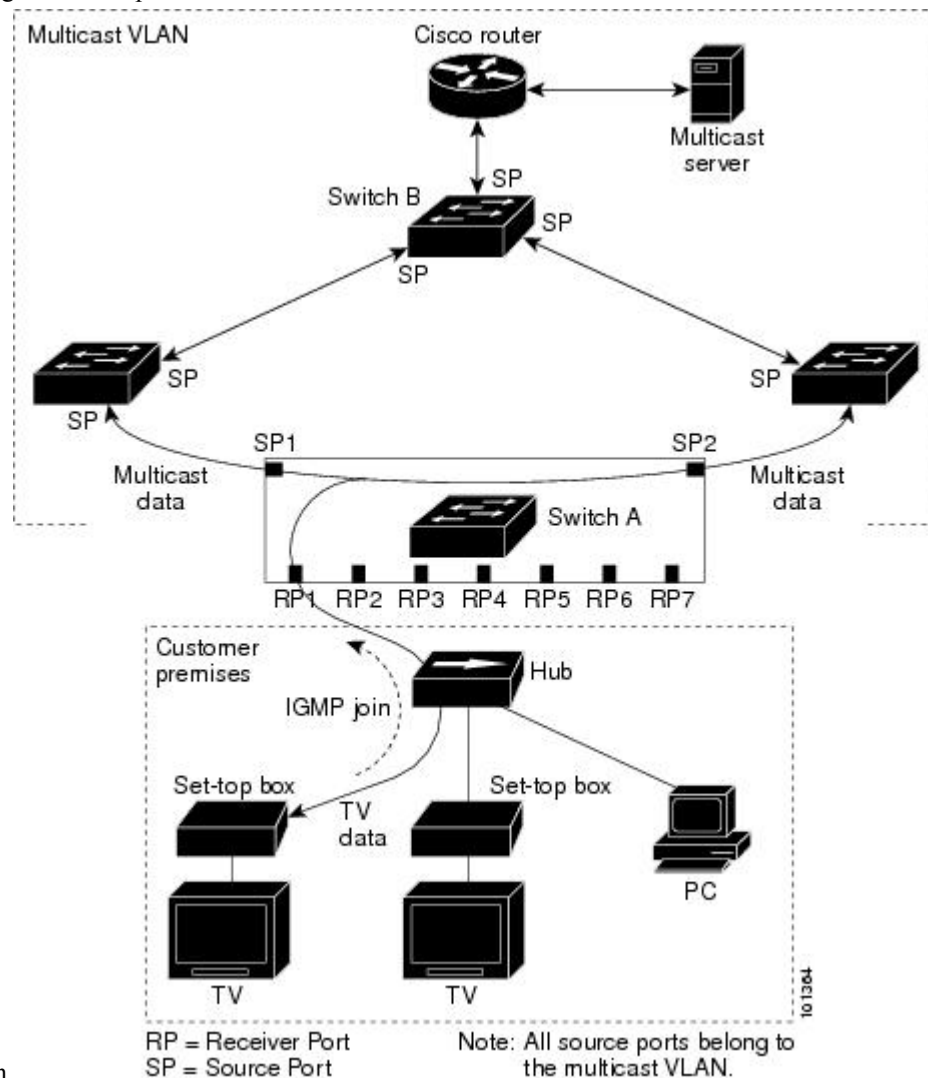 Multicast VLAN
Cisco router
Multicast
server
SP
Switch B
SP
SP
SP
SP
SP
SP1
SP2
Multicast
data
Multicast
data
Switch A
RP1 RP2 RP3 RP4 RP5 RP6 RP7
Customer
premises
Hub
IGMP join
Set-top box
Set-top box
TV
data
PC
TV
TV
101364
RP = Receiver Port
SP = Source Port
Note: All source ports belong to
the multicast VLAN.